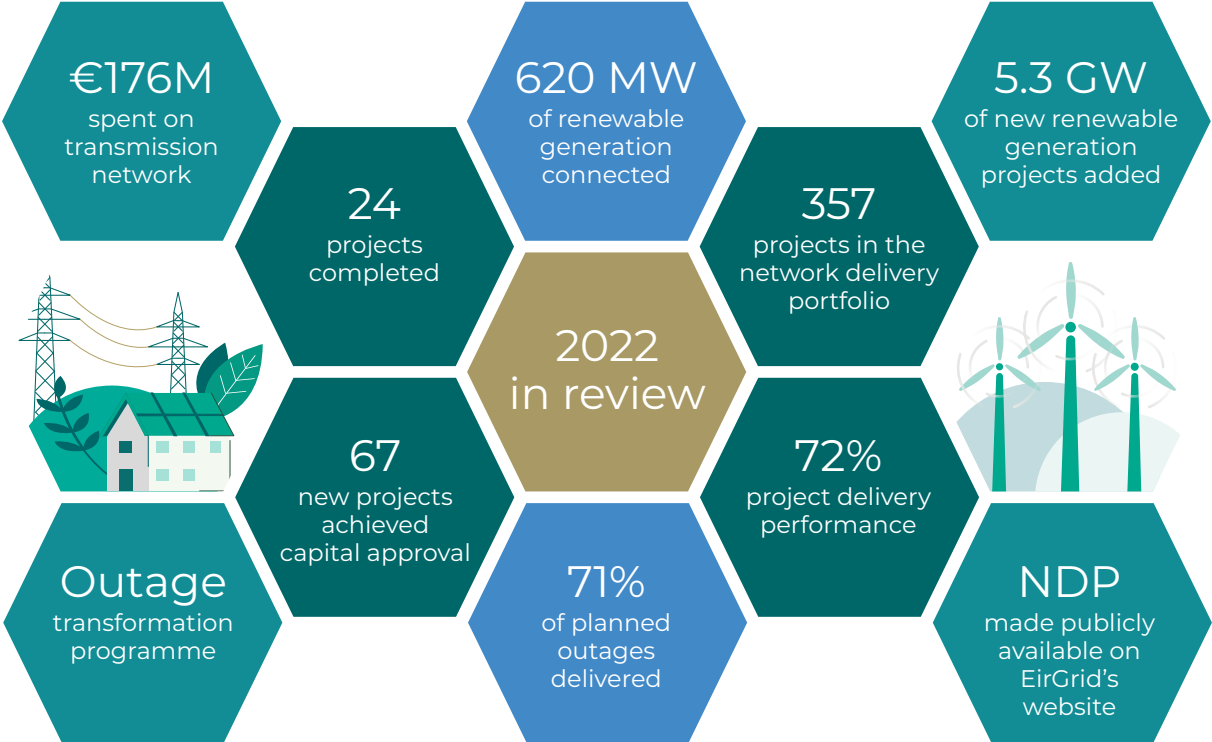 €176M
spent on
transmission
network
620 MW
of renewable
generation
connected
5.3 GW
of new renewable
generation
projects added
24
projects
completed
357
projects in the
network delivery
portfolio
2022
in review
67
new projects
achieved
capital approval
72%
project delivery
performance
Outage
transformation
programme
71%
of planned
outages
delivered
NDP
made publicly
available on
EirGrid’s
website